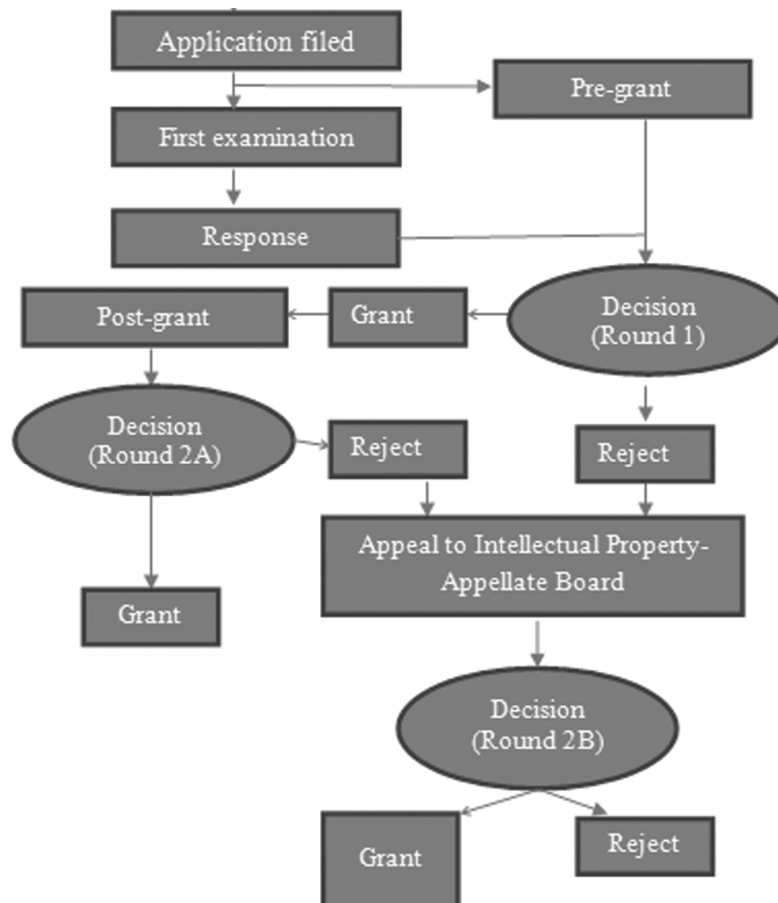 Application filed
Pre-grant
First examination
Response
Decision
(Round 1)
Grant
Post-grant
Decision
(Round 2A)
Reject
Reject
Appeal to Intellectual Property-
Appellate Board
Grant
Decision
(Round 2B)
Grant
Reject